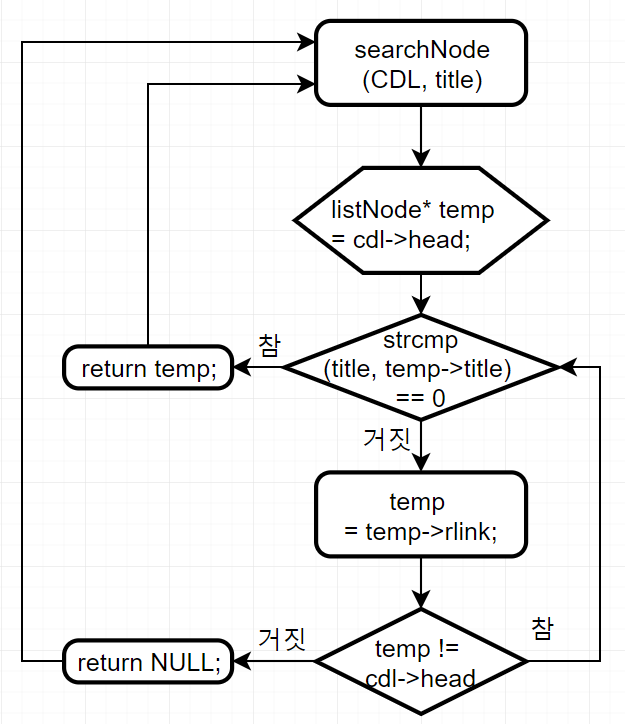 searchNode
(CDL, title)
listNode* temp
= cdl->head;
strcmp
(title, temp->title)
== 0
참
return temp;
거짓
temp
= temp->rlink;
temp !=
cdl->head
참
거짓
return NULL;